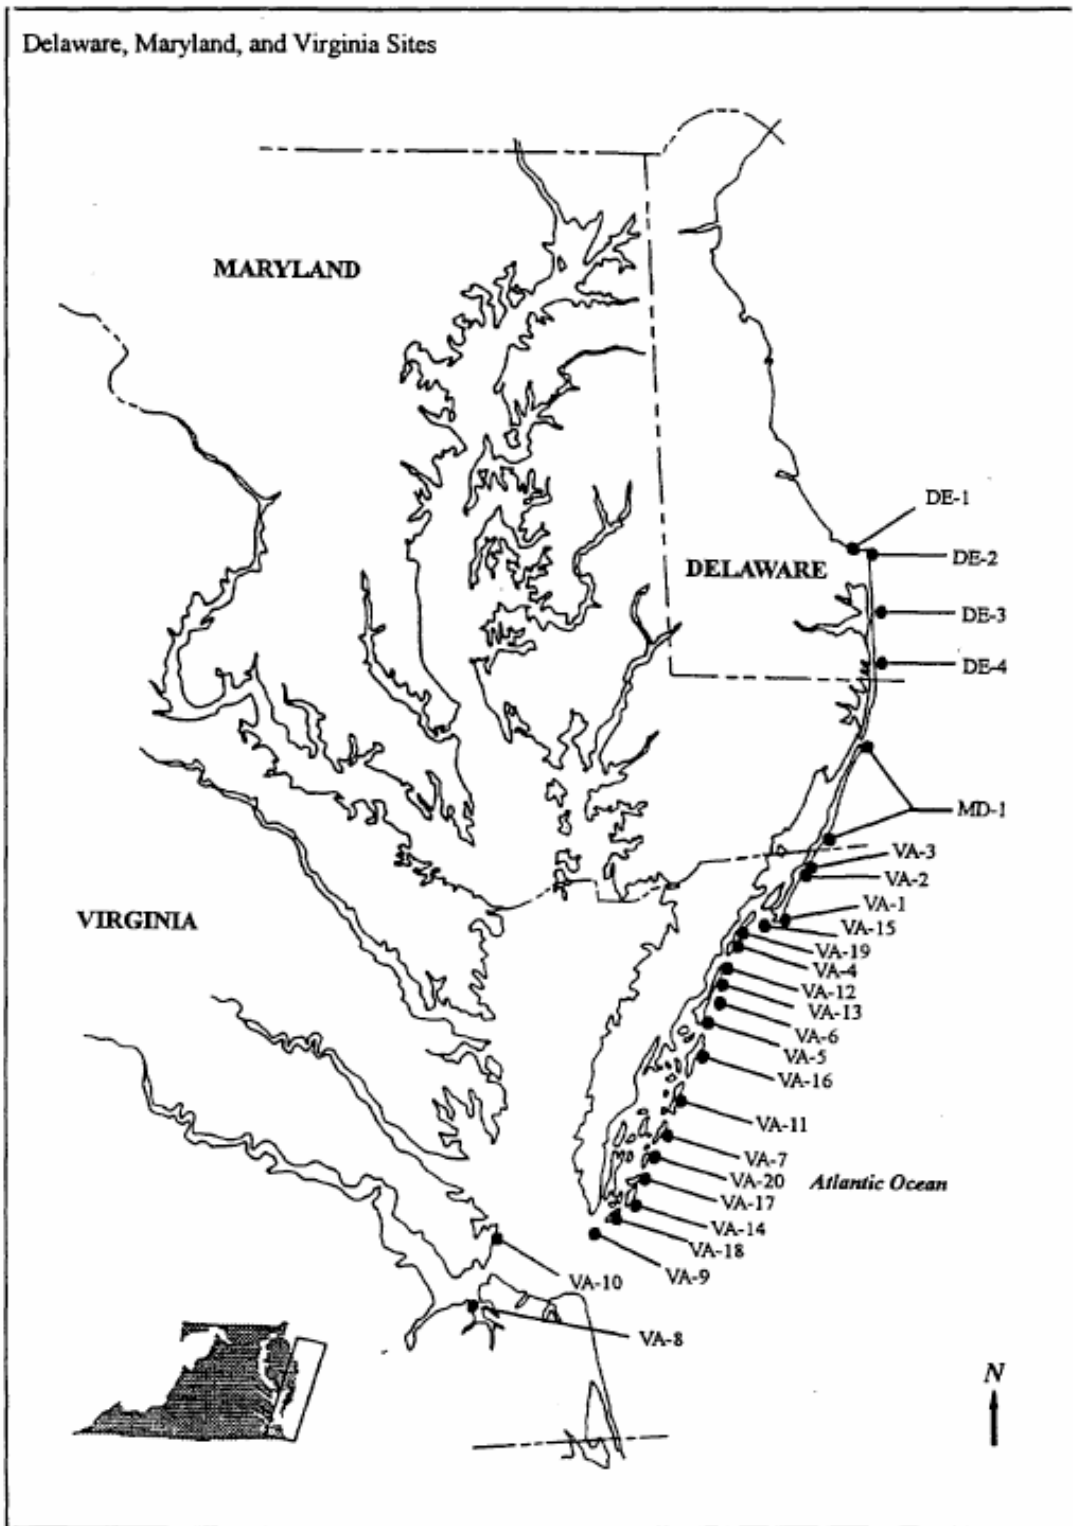 Delaware, Maryland, and Virginia Sites
MARYLAND
DE-1
DE-2
DELAWARE
DE-3
DE-4
MD-1
VA-3
VA-2
VIRGINIA
VA-1
VA-15
VA-19
VA-4
VA-12
VA-13
VA-6
VA-5
VA-16
VA-11
VA-7
VA-20
Atlantic Ocean
VA-17
VA-14
VA-18
VA-9
VA-10
VA-8
N